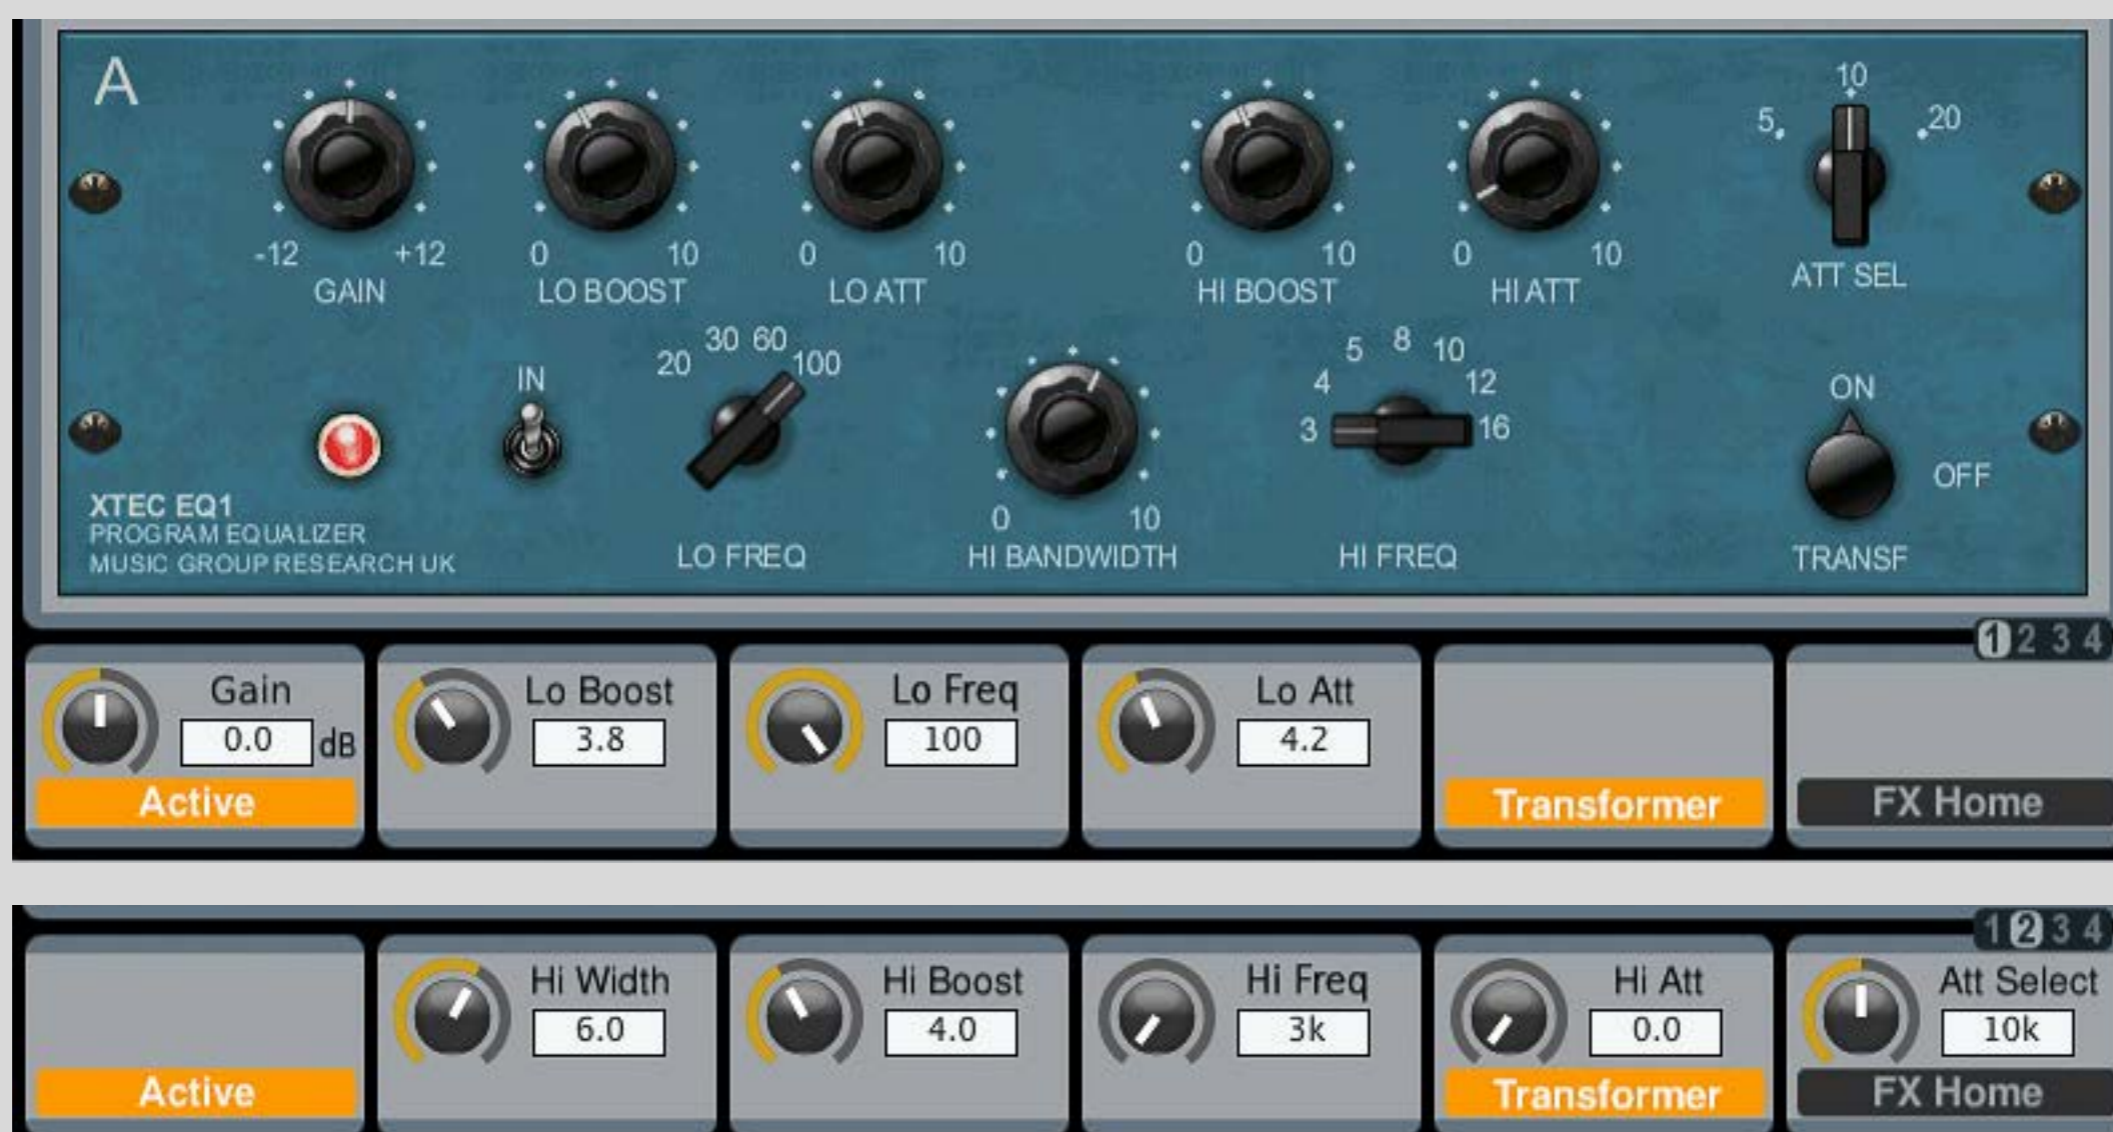 A
10
5
20
-12
+12
0
10
0
10
0
10
0
10
GAIN
LO BOOST
LO ATT
HI BOOST
HI ATT
ATT SEL
IN
20
30
60
100
3
4
5
8
10
12
16
ON
OFF
XTEC EQ1
PROGRAM EQUALIZER
MUSIC GROUP RESEARCH UK
0
10
LO FREQ
HI BANDWIDTH
HI FREQ
TRANSF
1 2 3 4
Gain
0.0 dB
Active
Lo Boost
3.8
Lo Freq
100
Lo Att
4.2
Transformer
FX Home
1 2 3 4
Active
Hi Width
6.0
Hi Boost
4.0
Hi Freq
3k
Hi Att
0.0
Transformer
Att Select
10k
FX Home